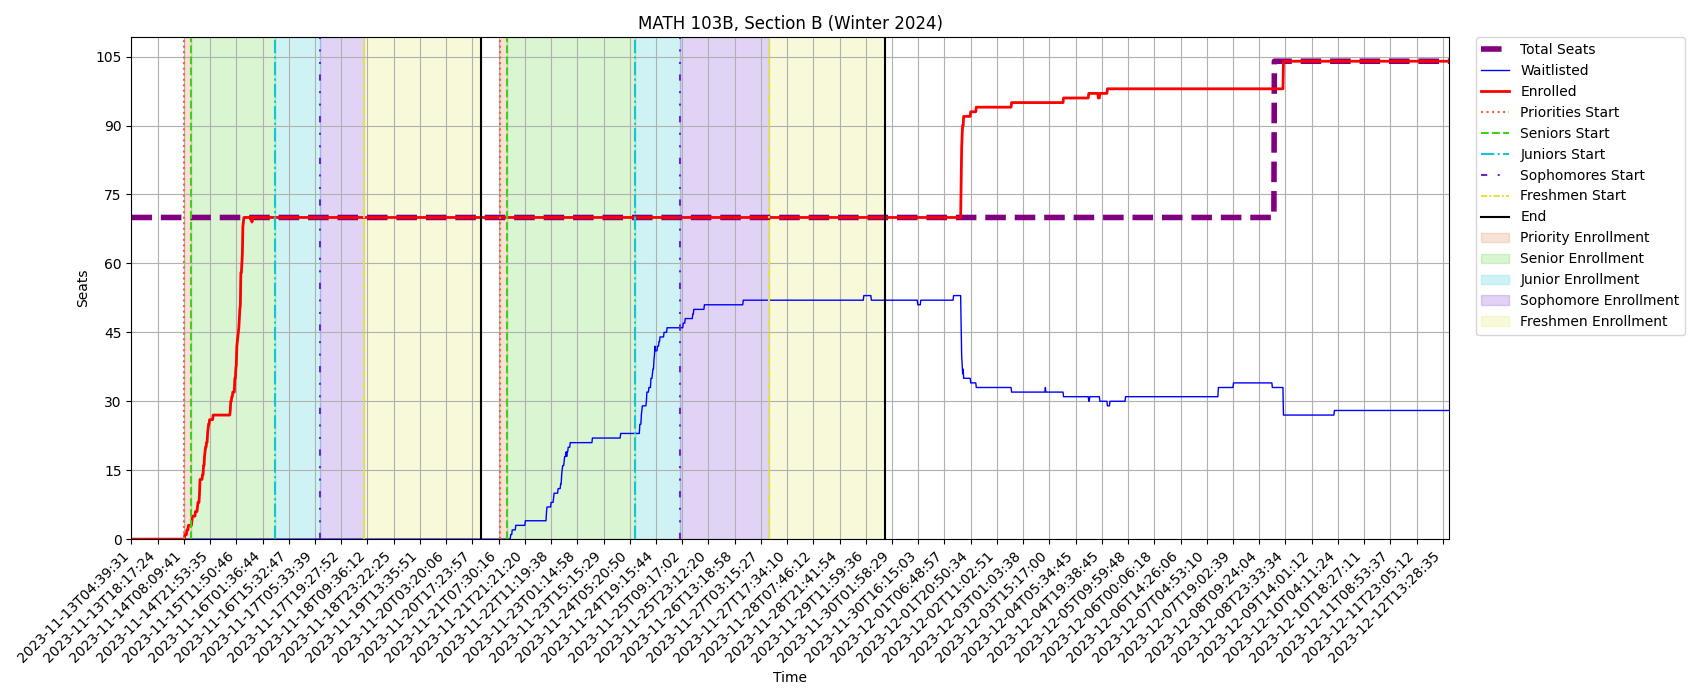 MATH 103B, Section B (Winter 2024)
Seats
105
90
75
60
45
30
15
0
2023-11-13T04:39:31
2023-11-13T18:17:24
2023-11-14T08:09:41
2023-11-14T21:53:35
2023-11-15T11:50:46
2023-11-16T01:36:44
2023-11-16T15:32:47
2023-11-17T05:33:39
2023-11-17T19:27:52
2023-11-18T09:36:12
2023-11-18T23:22:25
2023-11-19T13:35:51
2023-11-20T03:20:06
2023-11-20T17:23:57
2023-11-21T07:30:16
2023-11-21T21:21:20
2023-11-22T11:19:38
2023-11-23T01:14:58
2023-11-23T15:15:29
2023-11-24T05:20:50
2023-11-24T19:15:44
2023-11-25T09:17:02
2023-11-25T23:12:20
2023-11-26T13:18:58
2023-11-27T03:15:27
2023-11-27T17:34:10
2023-11-28T07:46:12
2023-11-28T21:41:54
2023-11-29T11:59:36
2023-11-30T01:58:29
2023-11-30T16:15:03
2023-12-01T06:48:57
2023-12-01T20:50:34
2023-12-02T11:02:51
2023-12-03T01:03:38
2023-12-03T15:17:00
2023-12-04T05:34:45
2023-12-04T19:38:45
2023-12-05T09:59:48
2023-12-06T00:06:18
2023-12-06T14:26:06
2023-12-07T04:53:10
2023-12-07T19:02:39
2023-12-08T09:24:04
2023-12-08T23:33:34
2023-12-09T14:01:12
2023-12-10T04:11:24
2023-12-10T18:27:11
2023-12-11T08:53:37
2023-12-11T23:05:12
2023-12-12T13:28:35
Time
Total Seats
Waitlisted
Enrolled
Priorities Start
Seniors Start
Juniors Start
Sophomores Start
Freshmen Start
End
Priority Enrollment
Senior Enrollment
Junior Enrollment
Sophomore Enrollment
Freshmen Enrollment